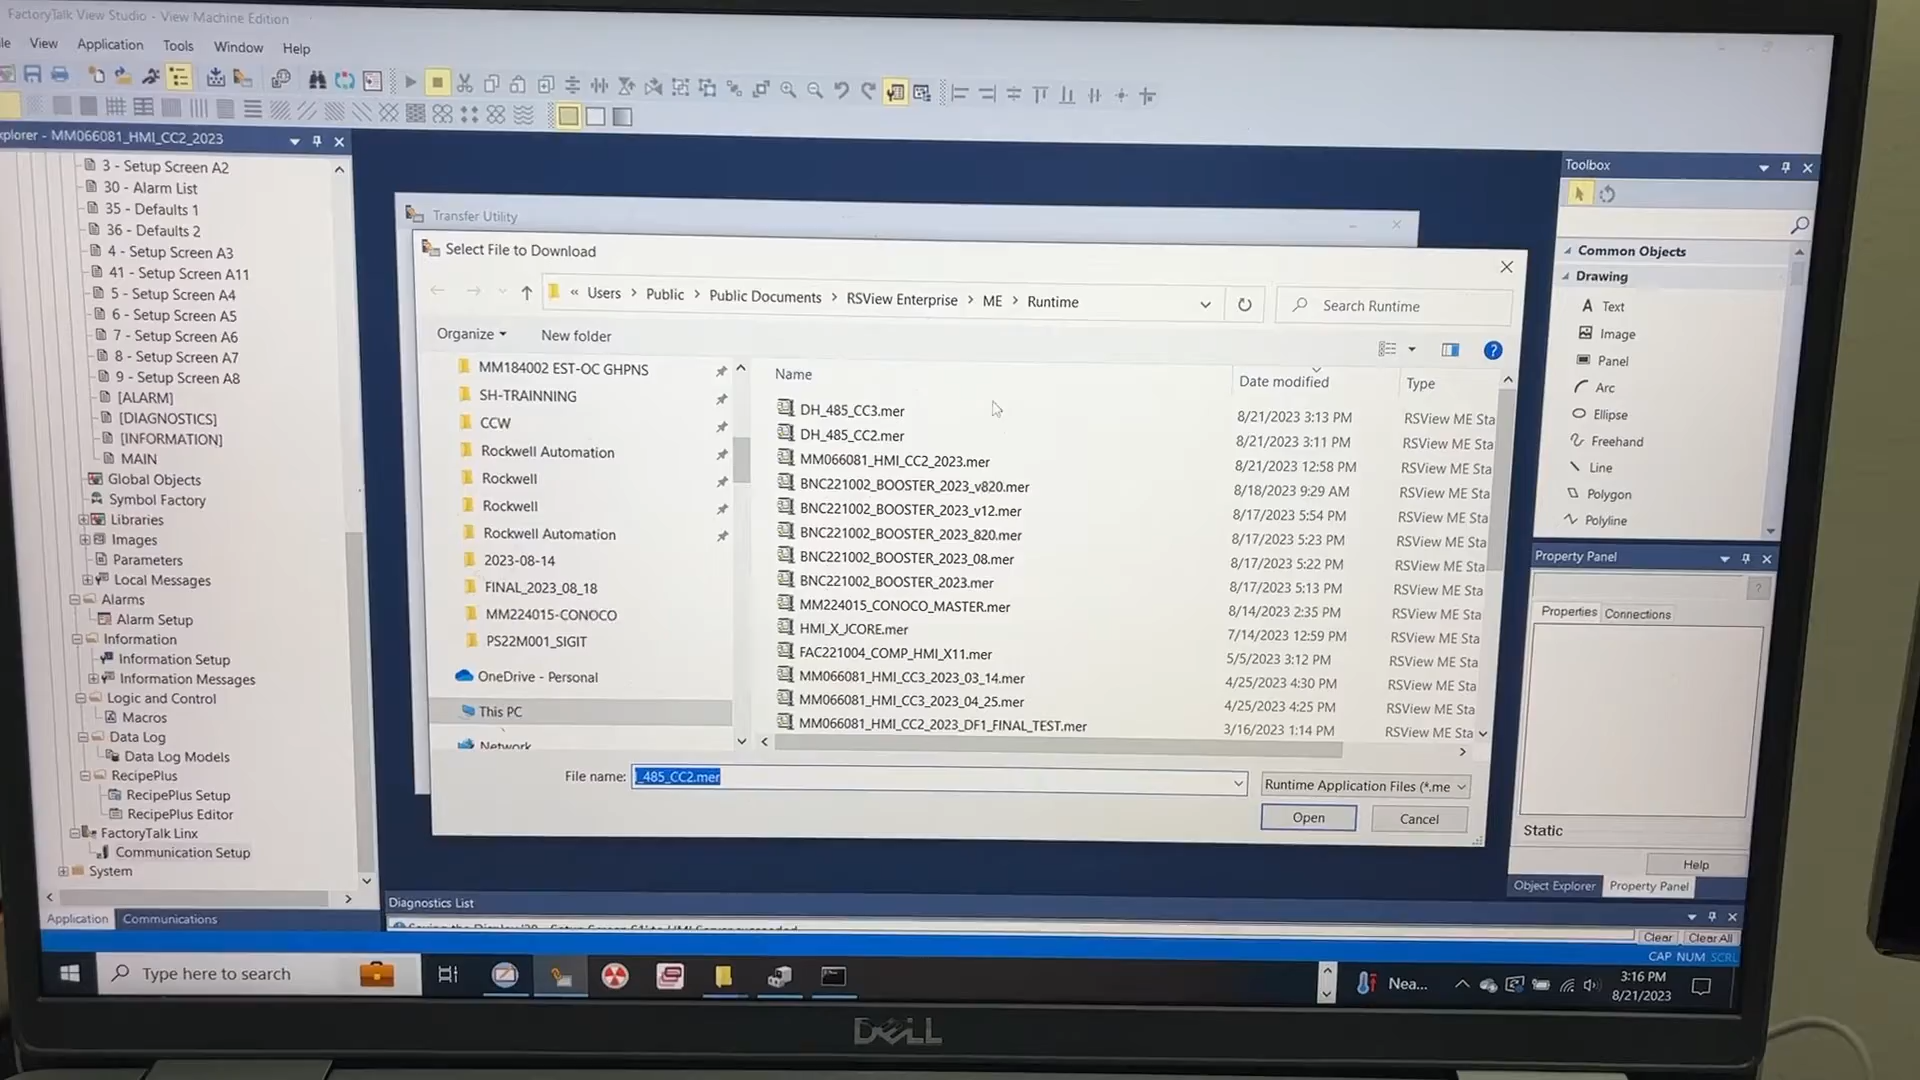 FactoryTalk View Studio - View Machine Edition
View Application Tools Window Help
MM066081_HMI_CC2_2023
3 - Setup Screen A2
30 - Alarm List
35 - Defaults 1
36 - Defaults 2
4 - Setup Screen A3
41 - Setup Screen A11
5 - Setup Screen A4
6 - Setup Screen A5
7 - Setup Screen A6
8 - Setup Screen A7
9 - Setup Screen A8
[ALARM]
[DIAGNOSTICS]
[INFORMATION]
MAIN
Global Objects
Symbol Factory
Libraries
Images
Parameters
Local Messages
Alarms
Alarm Setup
Information
Information Setup
Information Messages
Logic and Control
Macros
Data Log
Data Log Models
RecipePlus
RecipePlus Setup
RecipePlus Editor
FactoryTalk Linx
Communication Setup
System
Application Communications
Transfer Utility
Select File to Download
« Users > Public > Public Documents > RSView Enterprise > ME > Runtime
Search Runtime
Organize New folder
MM184002 EST-OC GHPNS
SH-TRAINNING
CCW
Rockwell Automation
Rockwell
Rockwell
Rockwell Automation
2023-08-14
FINAL_2023_08_18
MM224015-CONOCO
PS22M001_SIGIT
OneDrive - Personal
This PC
Network
Name Date modified Type
DH_485_CC3.mer 8/21/2023 3:13 PM RSView ME Sta
DH_485_CC2.mer 8/21/2023 3:11 PM RSView ME Sta
MM066081_HMI_CC2_2023.mer 8/21/2023 12:58 PM RSView ME Sta
BNC221002_BOOSTER_2023_v820.mer 8/18/2023 9:29 AM RSView ME Sta
BNC221002_BOOSTER_2023_v12.mer 8/17/2023 5:54 PM RSView ME Sta
BNC221002_BOOSTER_2023_820.mer 8/17/2023 5:23 PM RSView ME Sta
BNC221002_BOOSTER_2023_08.mer 8/17/2023 5:22 PM RSView ME Sta
BNC221002_BOOSTER_2023.mer 8/17/2023 5:13 PM RSView ME Sta
MM224015_CONOCO_MASTER.mer 8/14/2023 2:35 PM RSView ME Sta
HMI_X_JCORE.mer 7/14/2023 12:59 PM RSView ME Sta
FAC221004_COMP_HMI_X11.mer 5/5/2023 3:12 PM RSView ME Sta
MM066081_HMI_CC3_2023_03_14.mer 4/25/2023 4:30 PM RSView ME Sta
MM066081_HMI_CC3_2023_04_25.mer 4/25/2023 4:25 PM RSView ME Sta
MM066081_HMI_CC2_2023_DF1_FINAL_TEST.mer 3/16/2023 1:14 PM RSView ME Sta
File name: _485_CC2.mer Runtime Application Files (*.me
Open Cancel
Toolbox
Common Objects
Drawing
Text
Image
Panel
Arc
Ellipse
Freehand
Line
Polygon
Polyline
Property Panel
?
Properties Connections
Static
Help
Object Explorer Property Panel
Diagnostics List
Clear Clear All
CAP NUM SCRL
Type here to search
Nea...
3:16 PM
8/21/2023
DELL